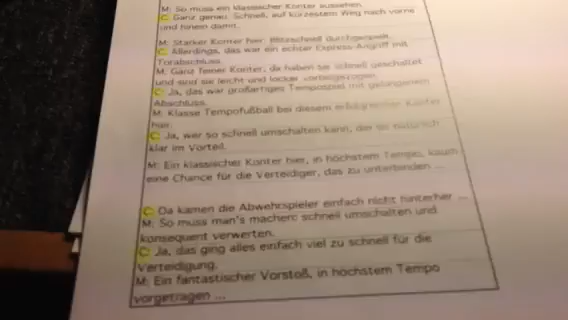 M: So muss ein klassischer Konter aussehen.
C: Ganz genau. Schnell, auf kürzestem Weg nach vorne
und hinein damit.
M: Starker Konter hier. Blitzschnell durchgespielt.
C: Allerdings, das war ein echter Express-Angriff mit
Torabschluss.
M: Ganz feiner Konter, da haben sie schnell geschaltet
und sind sie leicht und locker vorbeigezogen.
C: Ja, das war großartiges Tempospiel mit gelungenem
Abschluss.
M: Klasse Tempofußball bei diesem erfolgreichen Konter
hier.
C: Ja, wer so schnell umschalten kann, der ist natürlich
klar im Vorteil.
M: Ein klassischer Konter hier, in höchstem Tempo, kaum
eine Chance für die Verteidiger, das zu unterbinden ...
C: Da kamen die Abwehrspieler einfach nicht hinterher ...
M: So muss man's machen: schnell umschalten und
konsequent verwerten.
C: Ja, das ging alles einfach viel zu schnell für die
Verteidigung.
M: Ein fantastischer Vorstoß, in höchstem Tempo
vorgetragen ...